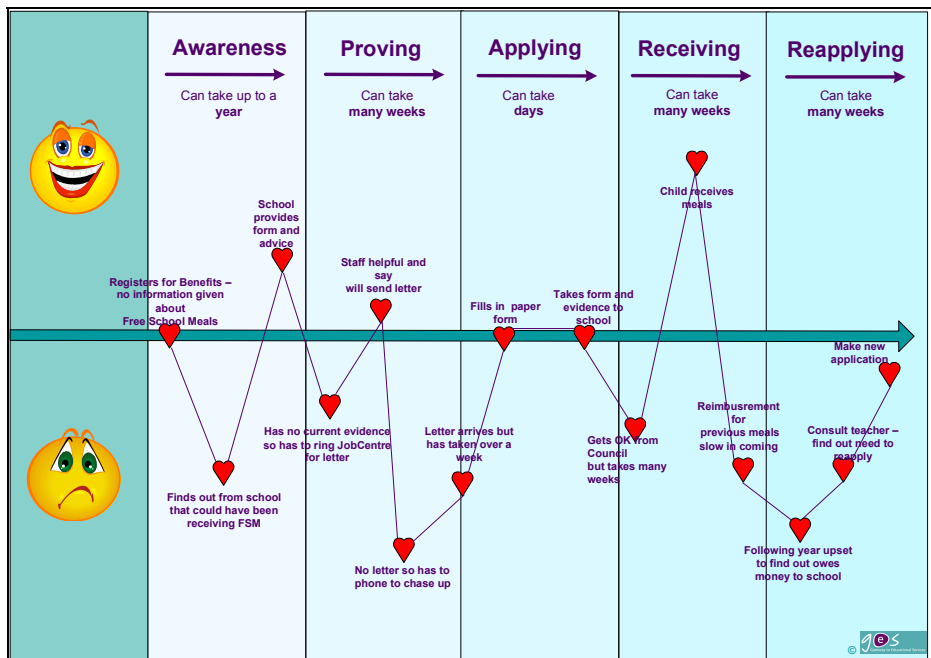 Awareness
Can take up to a
year
Proving
Can take
many weeks
Applying
Can take
days
Receiving
Can take
many weeks
Reapplying
Can take
many weeks
Registers for Benefits –
no information given
about
Free School Meals
Finds out from school
that could have been
receiving FSM
School
provides
form and
advice
Has no current evidence
so has to ring JobCentre
for letter
Staff helpful and
say
will send letter
No letter so has to
phone to chase up
Letter arrives but
has taken over a
week
Fills in paper
form
Takes form and
evidence to
school
Gets OK from
Council
but takes many
weeks
Child receives
meals
Reimbusrement
for
previous meals
slow in coming
Following year upset
to find out owes
money to school
Consult teacher –
find out need to
reapply
Make new
application
© ges
Gateway to Educational Services